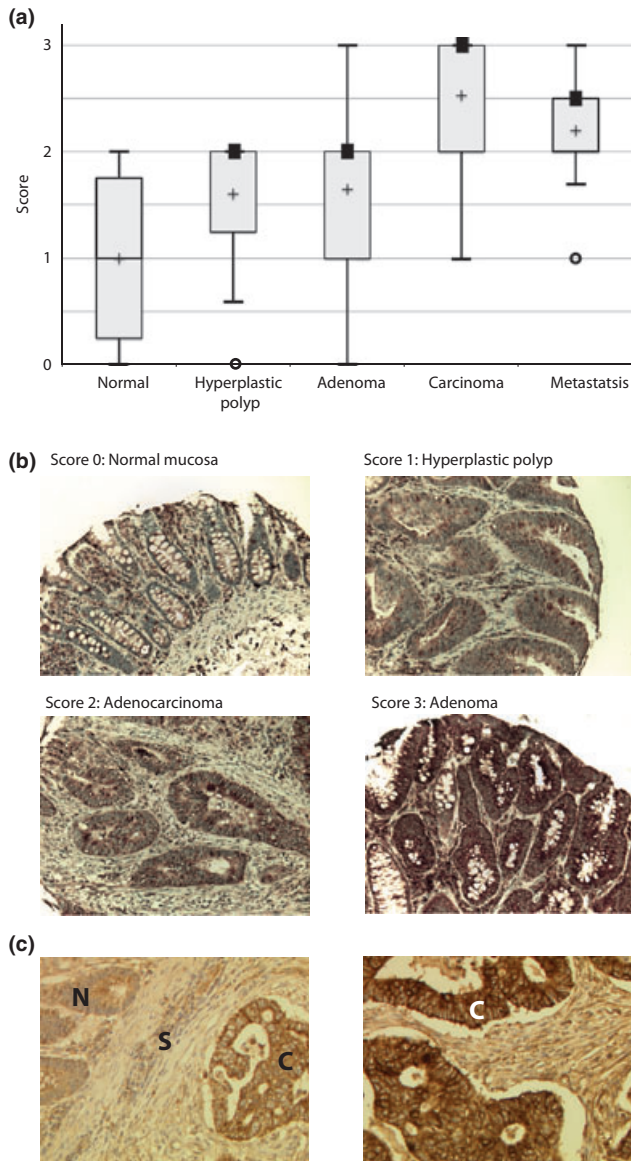 (a)
3
2
1
0
Score
Normal
Hyperplastic
polyp
Adenoma
Carcinoma
Metastatsis
(b)
Score 0: Normal mucosa
Score 1: Hyperplastic polyp
Score 2: Adenocarcinoma
Score 3: Adenoma
(c)
N
S
C
C